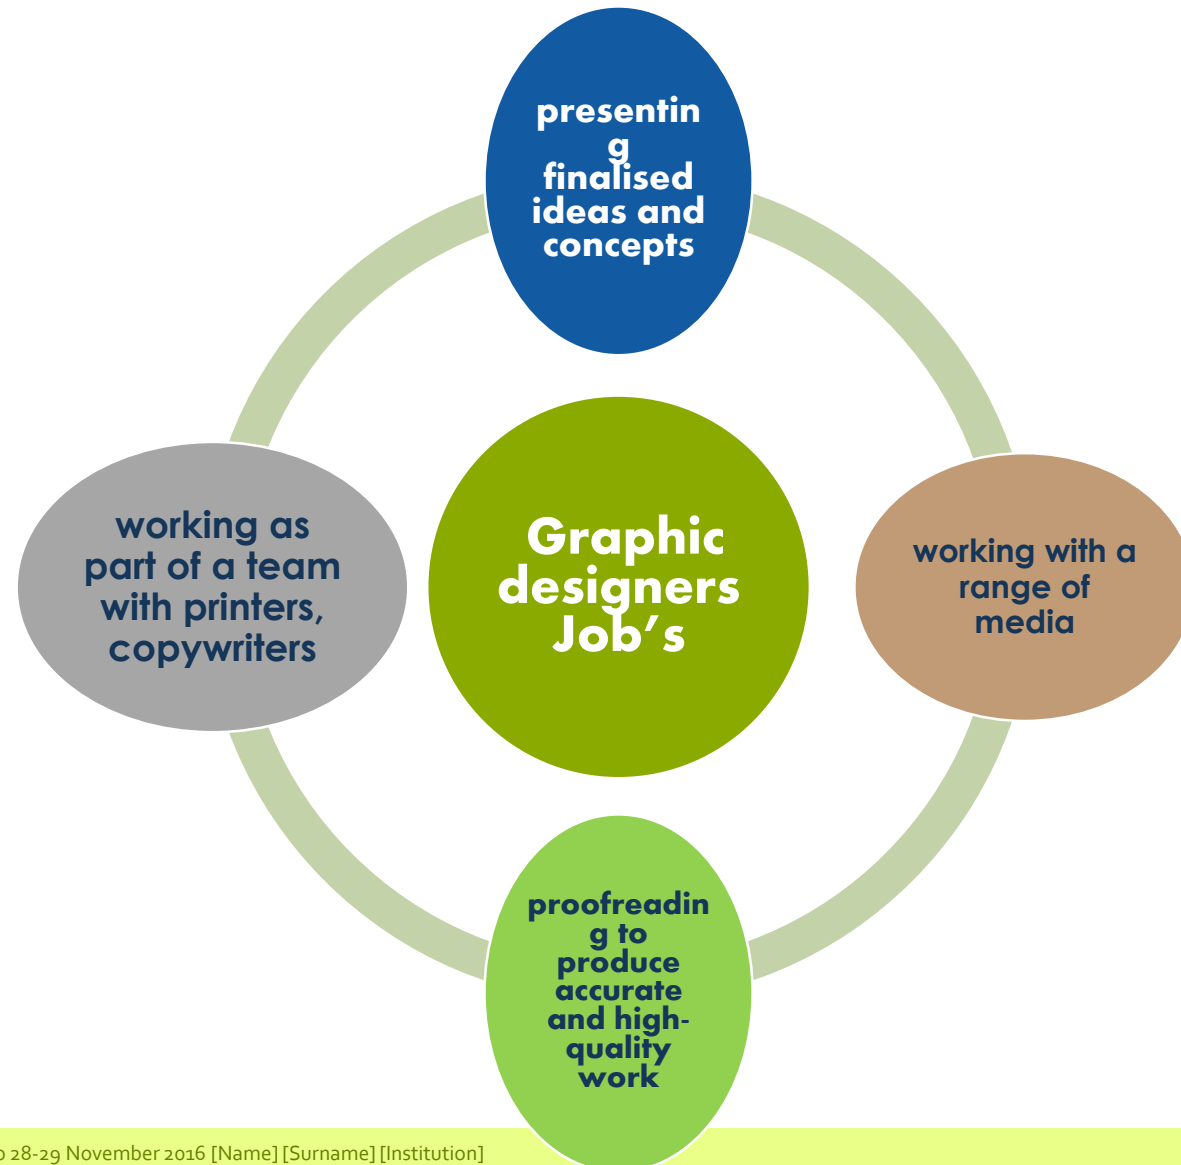 presentin
g
finalised
ideas and
concepts
working as
part of a team
with printers,
copywriters
Graphic
designers
Job's
working with a
range of
media
proofreadin
g to
produce
accurate
and high-
quality
work
28-29 November 2016 [Name] [Surname] [Institution]